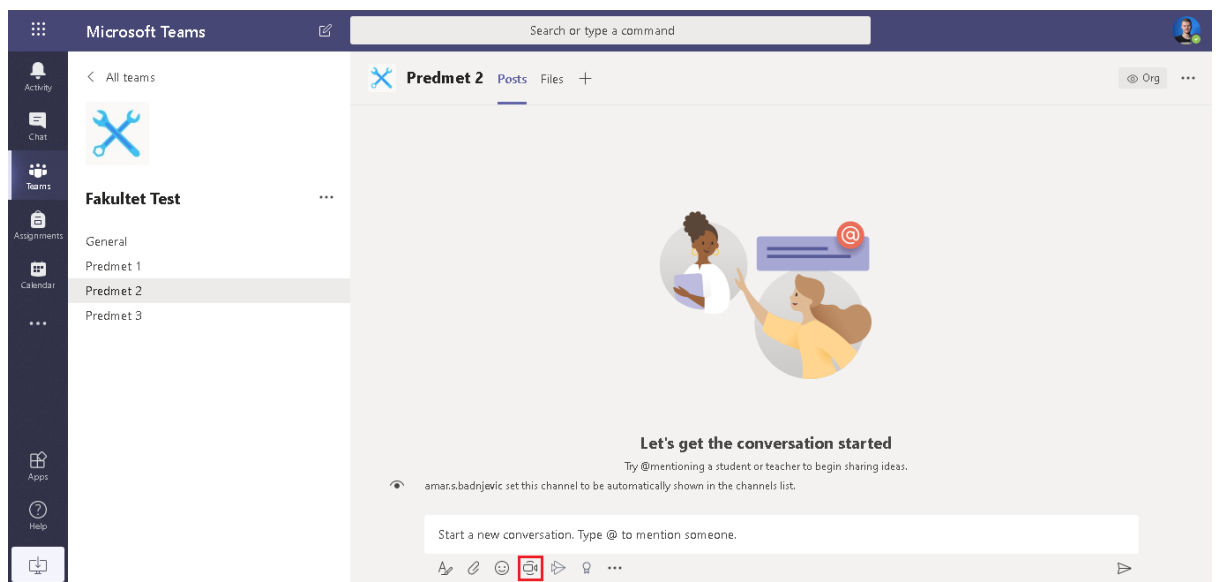 Microsoft Teams
Search or type a command
Activity
Chat
Teams
Assignments
Calendar
Apps
Help
All teams
Fakultet Test
General
Predmet 1
Predmet 2
Predmet 3
Predmet 2 Posts Files
Org
@
Let's get the conversation started
Try @mentioning a student or teacher to begin sharing ideas.
amar.s.badnjevic set this channel to be automatically shown in the channels list.
Start a new conversation. Type @ to mention someone.